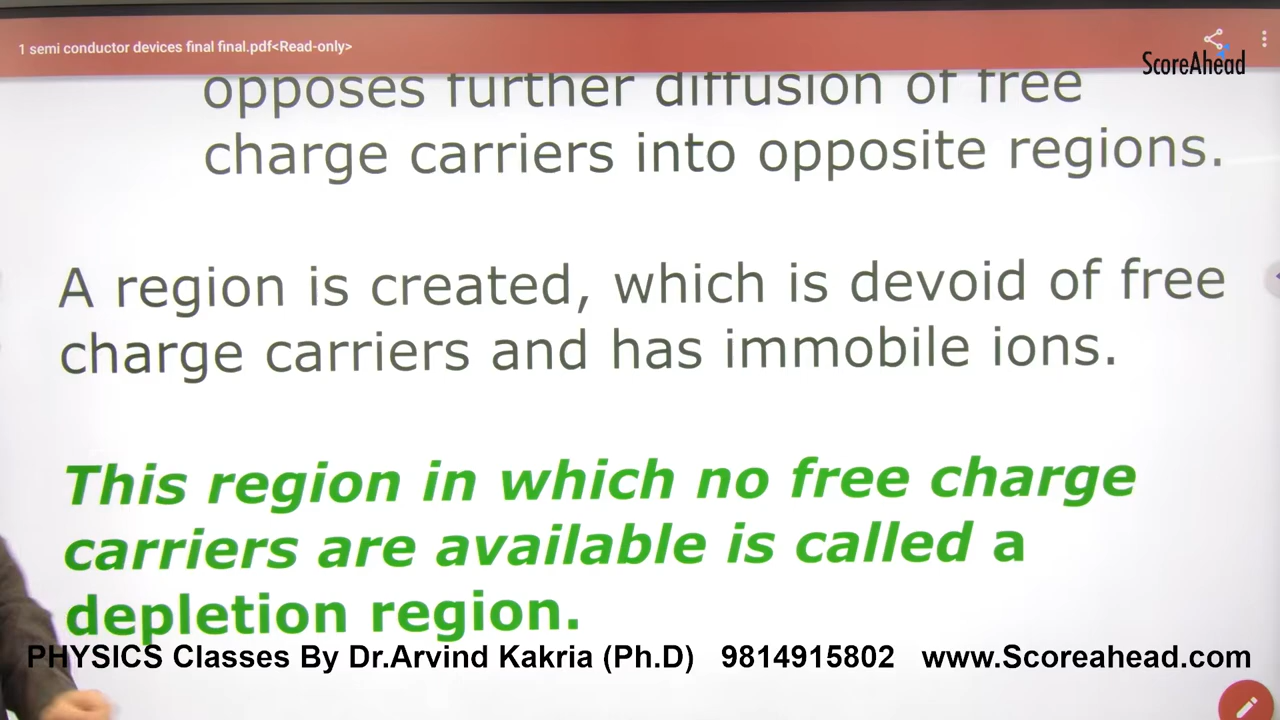 1 semi conductor devices final final.pdf<Read-only>
ScoreAhead
opposes further diffusion of free
charge carriers into opposite regions.
A region is created, which is devoid of free
charge carriers and has immobile ions.
This region in which no free charge
carriers are available is called a
depletion region.
PHYSICS Classes By Dr.Arvind Kakria (Ph.D) 9814915802 www.Scoreahead.com